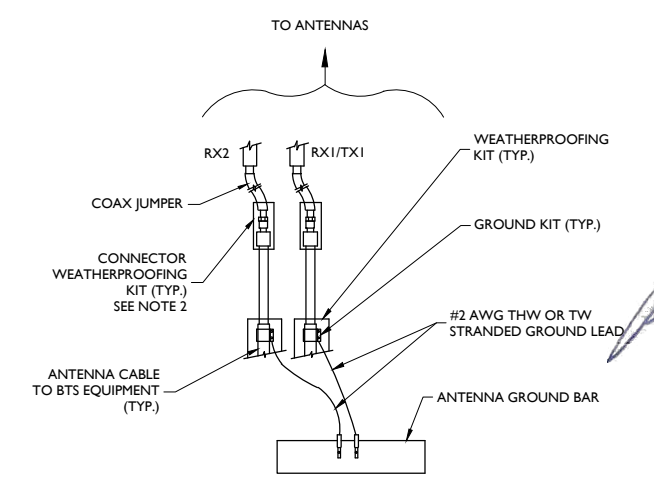 TO ANTENNAS
RX2
RX1/TX1
WEATHERPROOFING
KIT (TYP.)
COAX JUMPER
GROUND KIT (TYP.)
CONNECTOR
WEATHERPROOFING
KIT (TYP.)
SEE NOTE 2
#2 AWG THW OR TW
STRANDED GROUND LEAD
ANTENNA CABLE
TO BTS EQUIPMENT
(TYP.)
ANTENNA GROUND BAR